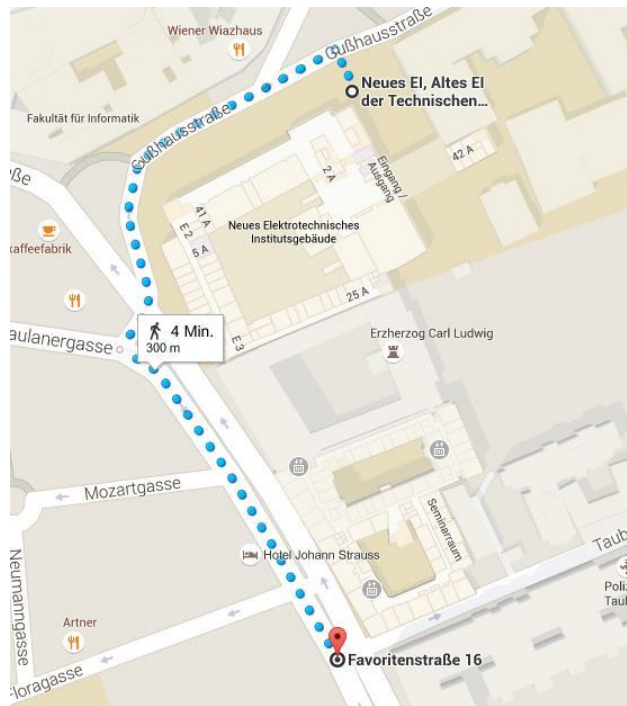 Wiener Wiazhaus
Gußhausstraße
Neues EI, Altes EI
der Technischen...
Fakultät für Informatik
Gußhausstraße
Eingang /
Ausgang
42 A
2 A
41 A
E 2
5 A
Neues Elektrotechnisches
Institutsgebäude
ße
kaffeefabrik
25 A
E 3
4 Min.
300 m
aulanergasse
Erzherzog Carl Ludwig
Mozartgasse
Seminarraum
Hotel Johann Strauss
Taub
Neumanngasse
Poliz
Taub
Artner
Floragasse
Favoritenstraße 16